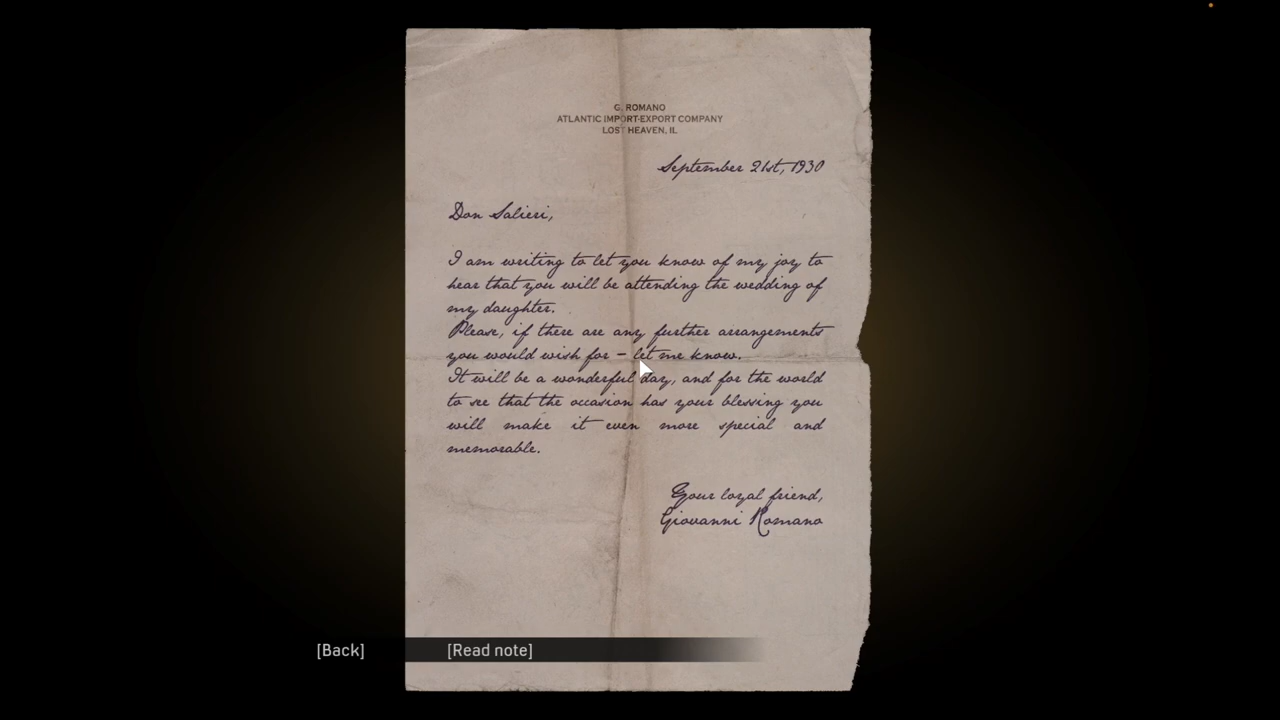 G. ROMANO
ATLANTIC IMPORT-EXPORT COMPANY
LOST HEAVEN, IL
September 21st, 1930
Don Salieri,
I am writing to let you know of my joy to
hear that you will be attending the wedding of
my daughter.
Please, if there are any further arrangements
you would wish for – let me know.
It will be a wonderful day, and for the world
to see that the occasion has your blessing you
will make it even more special and
memorable.
Your loyal friend,
Giovanni Romano
[Back] [Read note]